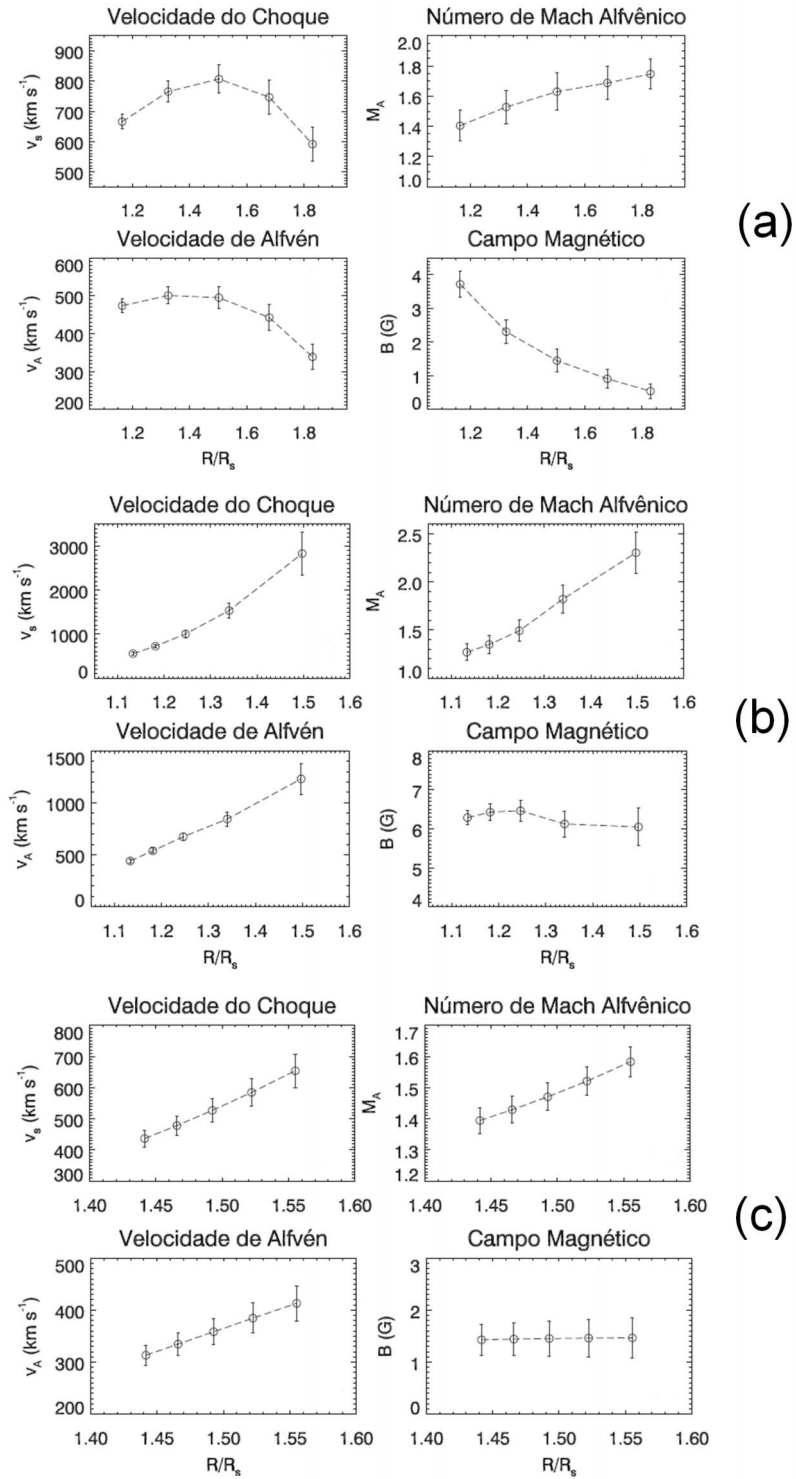 Velocidade do Choque
900
800
700
600
500
v_s (km s⁻¹)
1.2 1.4 1.6 1.8
Número de Mach Alfvênico
2.0
1.8
1.6
1.4
1.2
1.0
M_A
1.2 1.4 1.6 1.8
(a)
Velocidade de Alfvén
600
500
400
300
200
v_A (km s⁻¹)
1.2 1.4 1.6 1.8
R/R_s
Campo Magnético
4
3
2
1
0
B (G)
1.2 1.4 1.6 1.8
R/R_s
Velocidade do Choque
3000
2000
1000
0
v_s (km s⁻¹)
1.1 1.2 1.3 1.4 1.5 1.6
Número de Mach Alfvênico
2.5
2.0
1.5
1.0
M_A
1.1 1.2 1.3 1.4 1.5 1.6
(b)
Velocidade de Alfvén
1500
1000
500
0
v_A (km s⁻¹)
1.1 1.2 1.3 1.4 1.5 1.6
R/R_s
Campo Magnético
8
7
6
5
4
B (G)
1.1 1.2 1.3 1.4 1.5 1.6
R/R_s
Velocidade do Choque
800
700
600
500
400
300
v_s (km s⁻¹)
1.40 1.45 1.50 1.55 1.60
Número de Mach Alfvênico
1.7
1.6
1.5
1.4
1.3
1.2
M_A
1.40 1.45 1.50 1.55 1.60
(c)
Velocidade de Alfvén
500
400
300
200
v_A (km s⁻¹)
1.40 1.45 1.50 1.55 1.60
R/R_s
Campo Magnético
3
2
1
0
B (G)
1.40 1.45 1.50 1.55 1.60
R/R_s